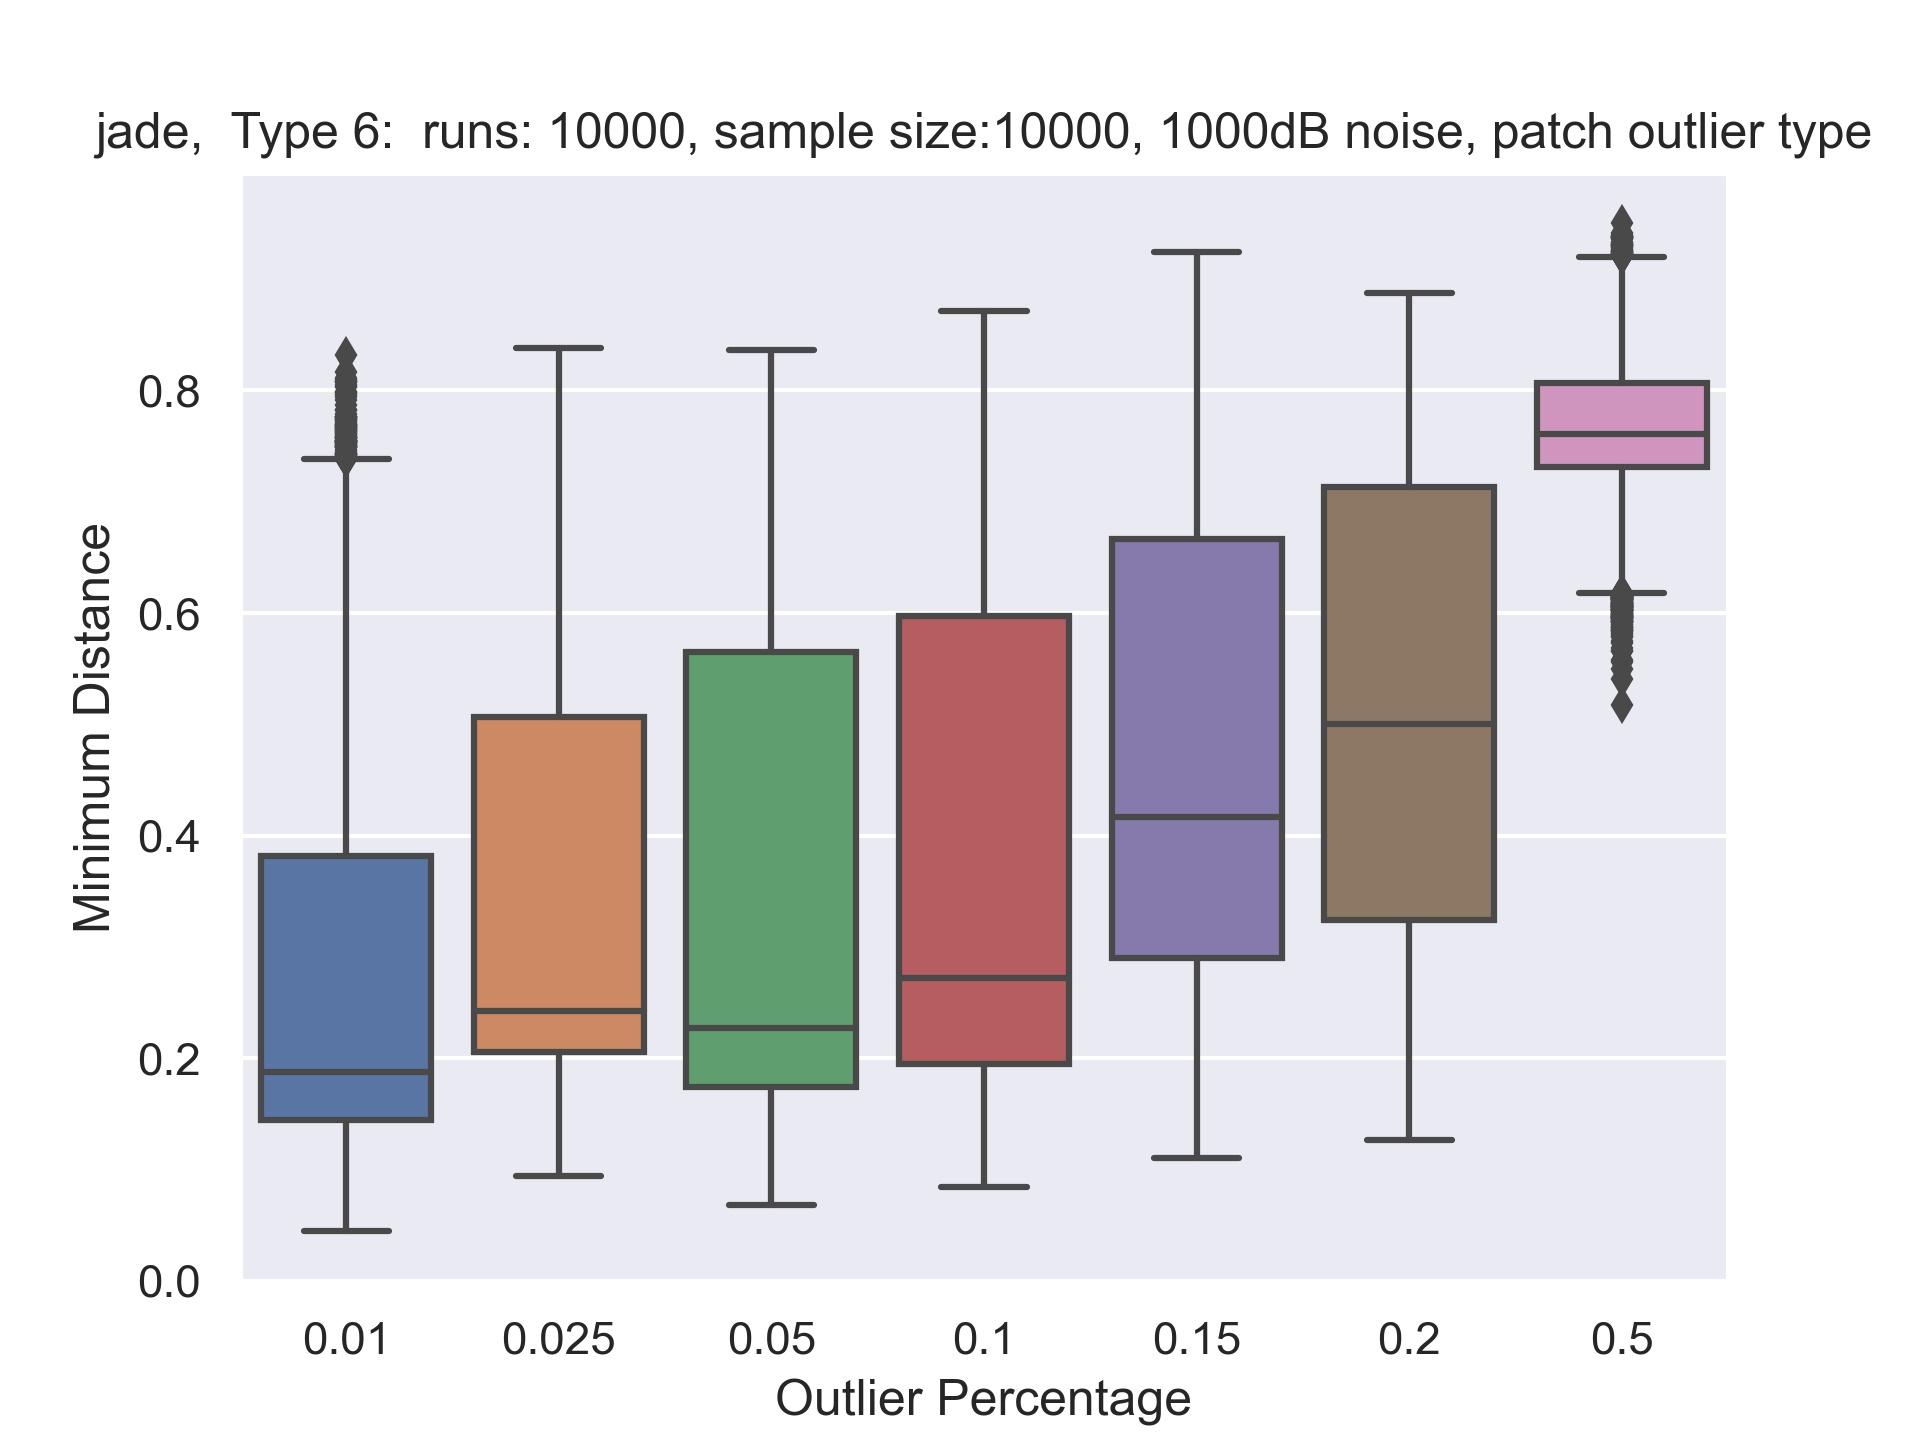 jade,  Type 6:  runs: 10000, sample size:10000, 1000dB noise, patch outlier type
Minimum Distance
0.8
0.6
0.4
0.2
0.0
0.01 0.025 0.05 0.1 0.15 0.2 0.5
Outlier Percentage